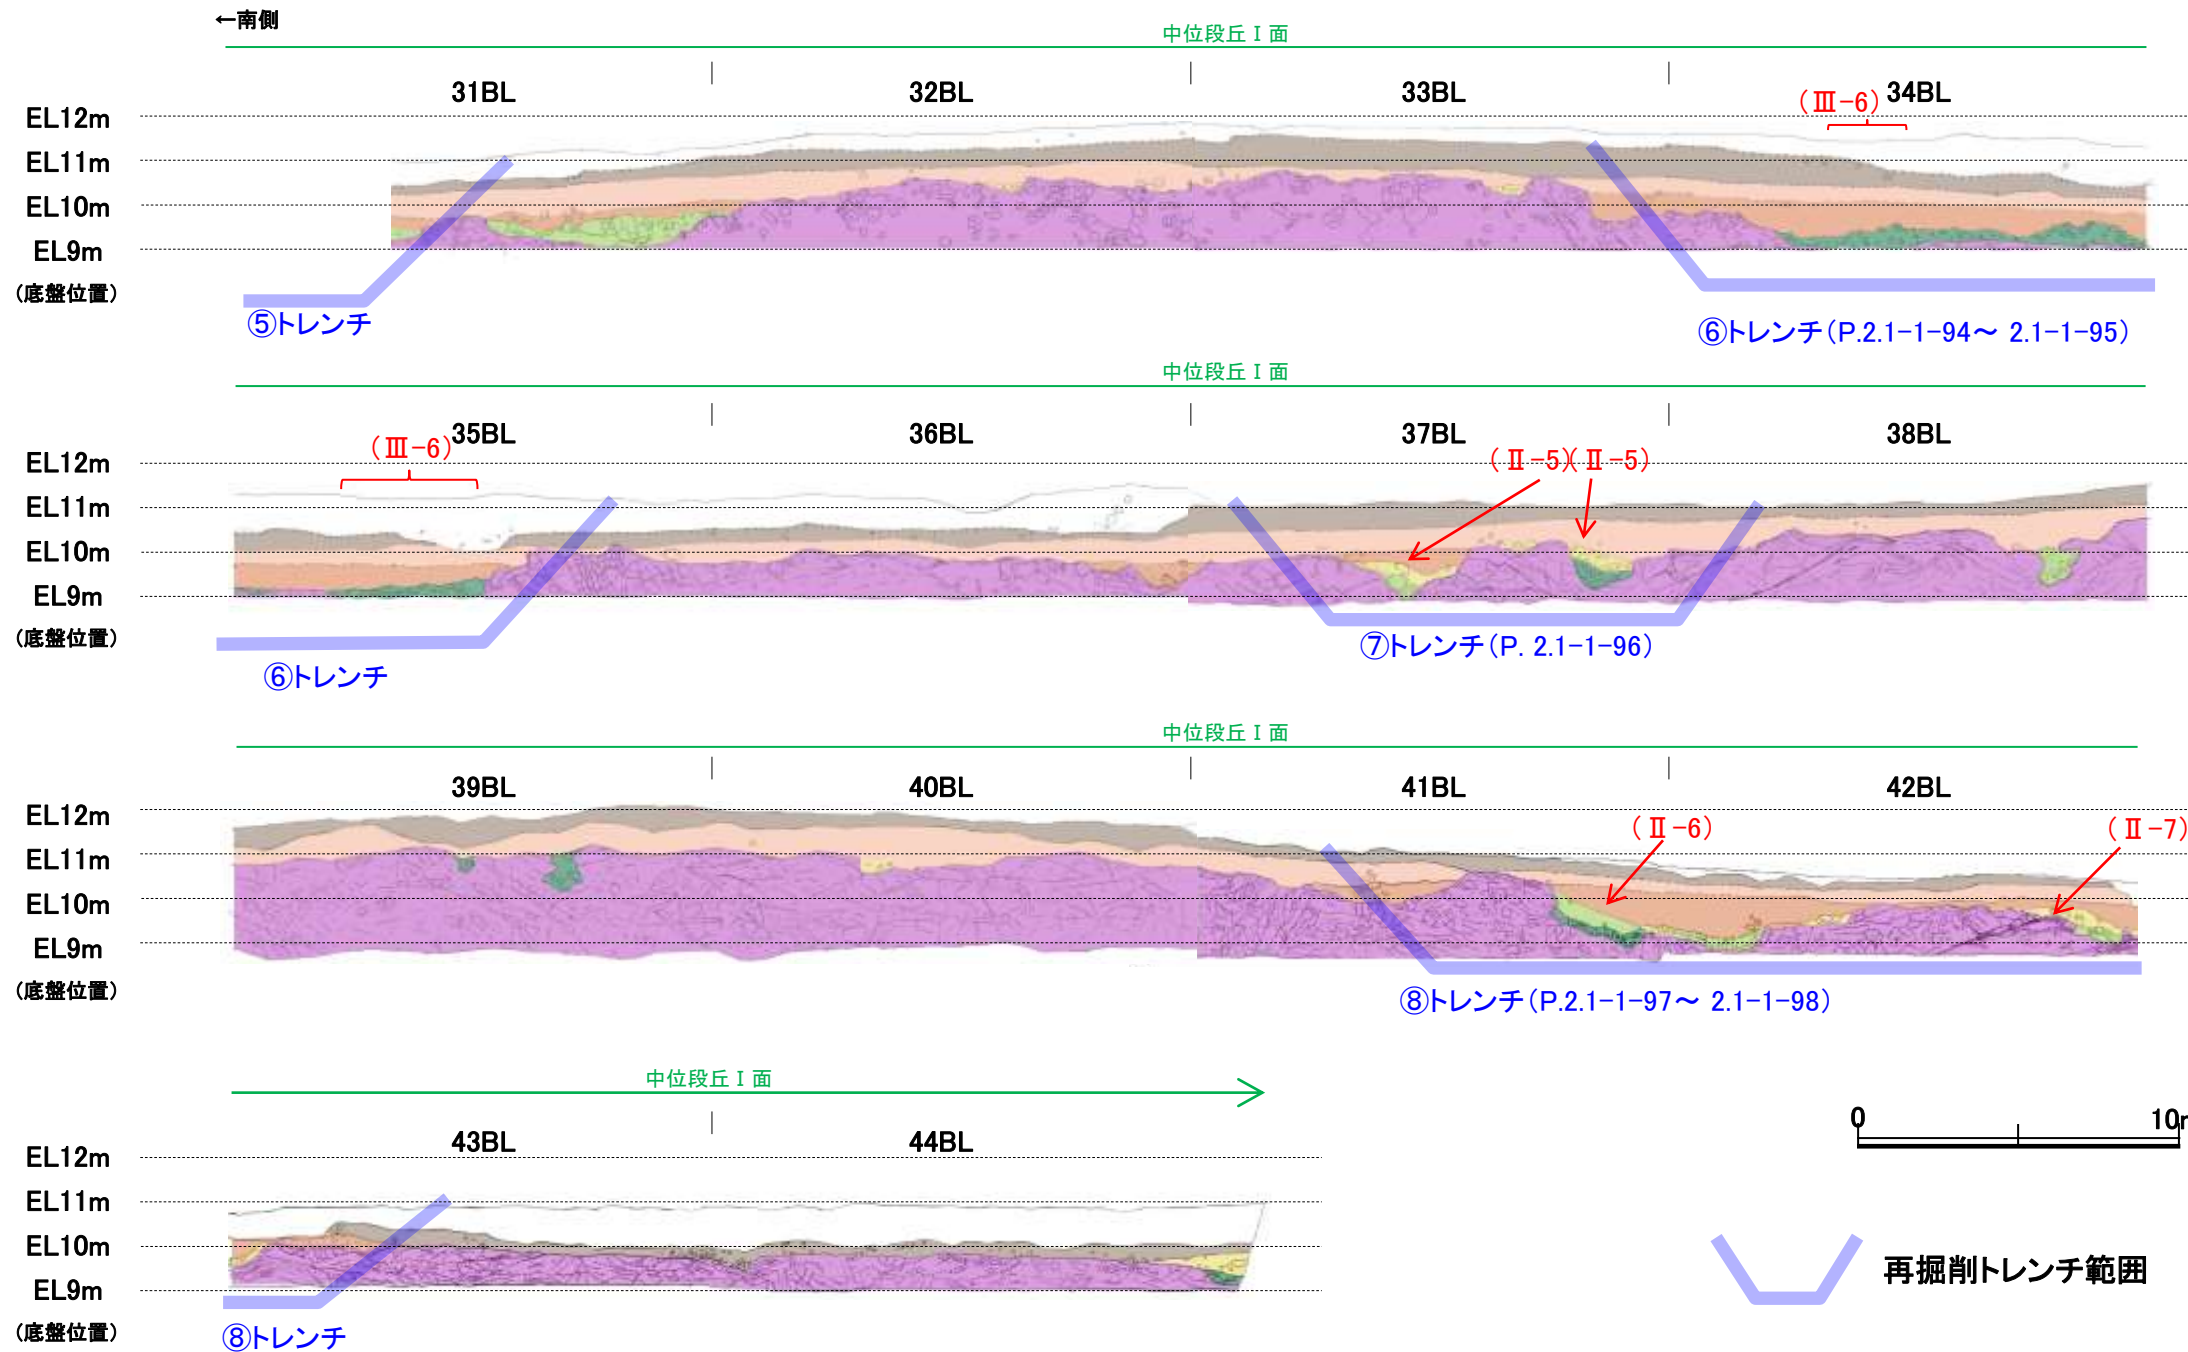 ←南側
中位段丘Ⅰ面
31BL 32BL 33BL (Ⅲ-6) 34BL
EL12m
EL11m
EL10m
EL9m
(底盤位置)
⑤トレンチ
⑥トレンチ(P.2.1-1-94～ 2.1-1-95)
中位段丘Ⅰ面
(Ⅲ-6) 35BL 36BL 37BL 38BL
(Ⅱ-5)(Ⅱ-5)
EL12m
EL11m
EL10m
EL9m
(底盤位置)
⑥トレンチ
⑦トレンチ(P. 2.1-1-96)
中位段丘Ⅰ面
39BL 40BL 41BL 42BL
(Ⅱ-6) (Ⅱ-7)
EL12m
EL11m
EL10m
EL9m
(底盤位置)
⑧トレンチ(P.2.1-1-97～ 2.1-1-98)
中位段丘Ⅰ面
43BL 44BL
EL12m
EL11m
EL10m
EL9m
(底盤位置)
⑧トレンチ
0 10m
再掘削トレンチ範囲